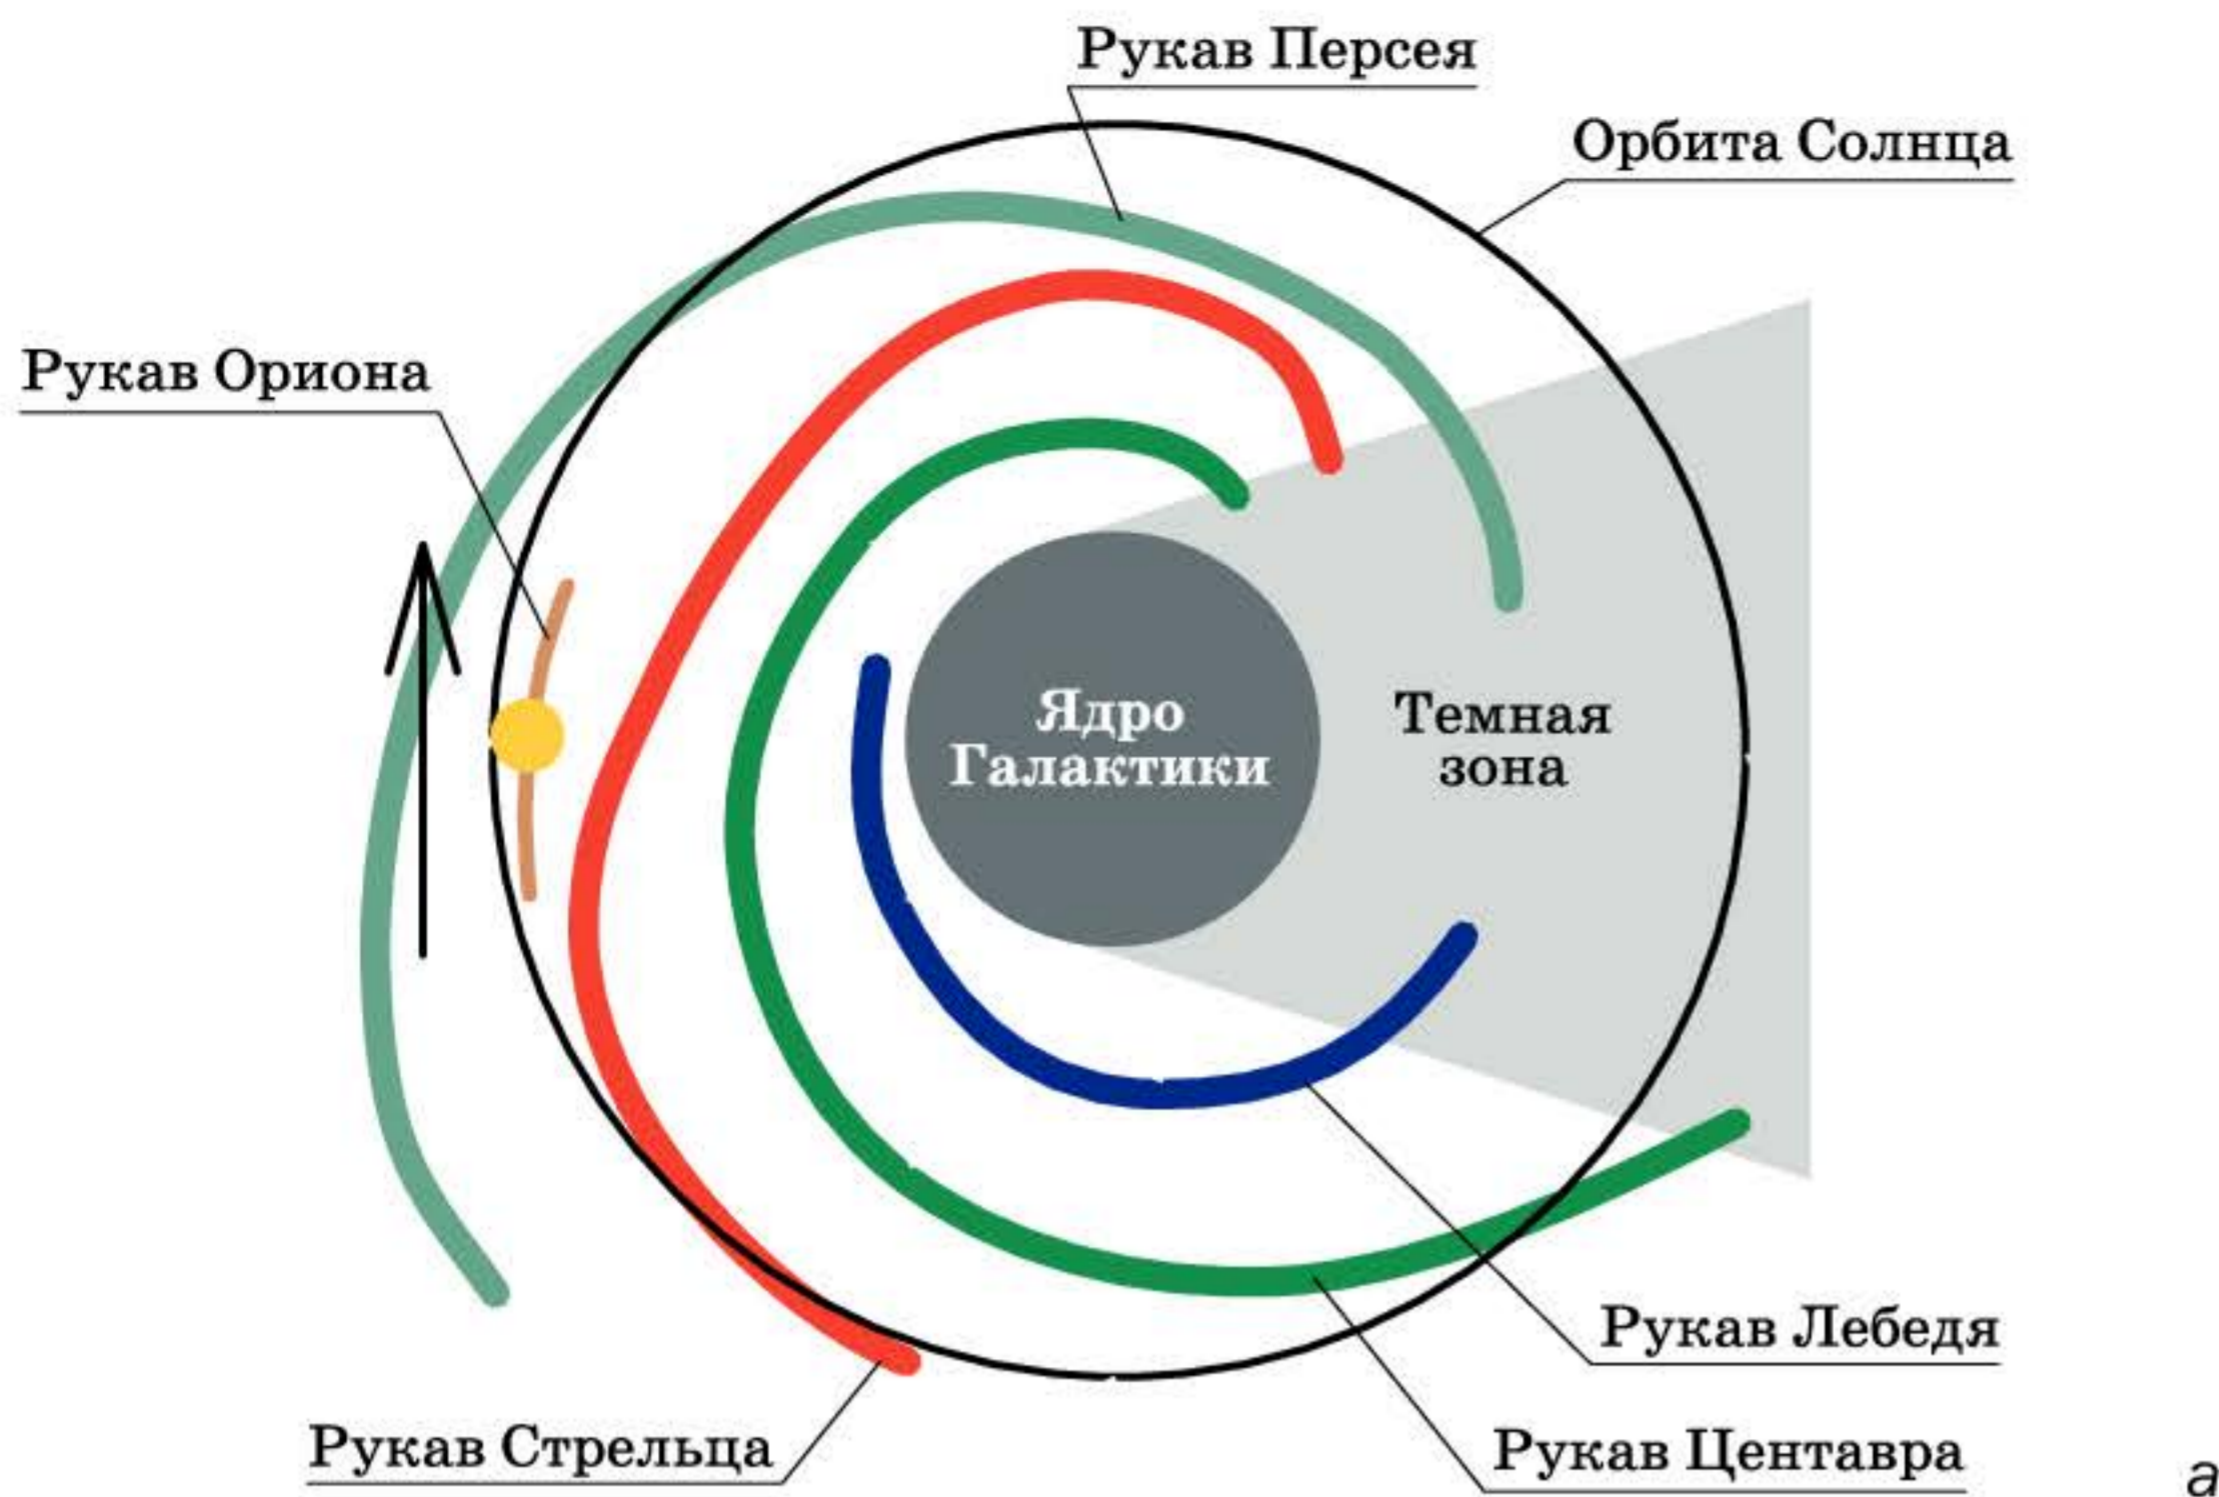 Рукав Персея
Орбита Солнца
Рукав Ориона
Ядро
Галактики
Темная
зона
Рукав Лебедя
Рукав Стрельца
Рукав Центавра
а